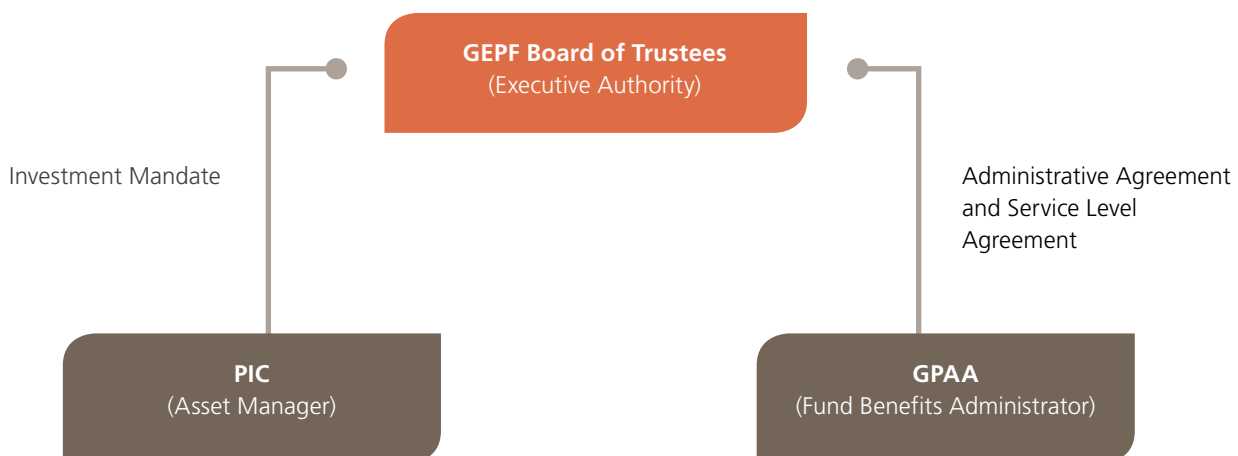 GEPF Board of Trustees
(Executive Authority)
Investment Mandate
Administrative Agreement
and Service Level
Agreement
PIC
(Asset Manager)
GPAA
(Fund Benefits Administrator)